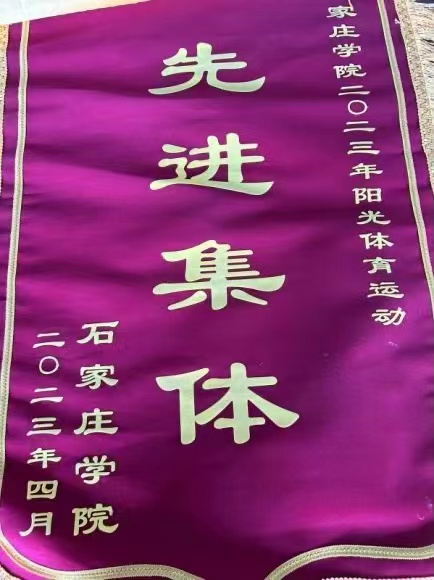 家庄学院二〇二三年阳光体育运动
先进集体
石家庄学院
二〇二三年四月